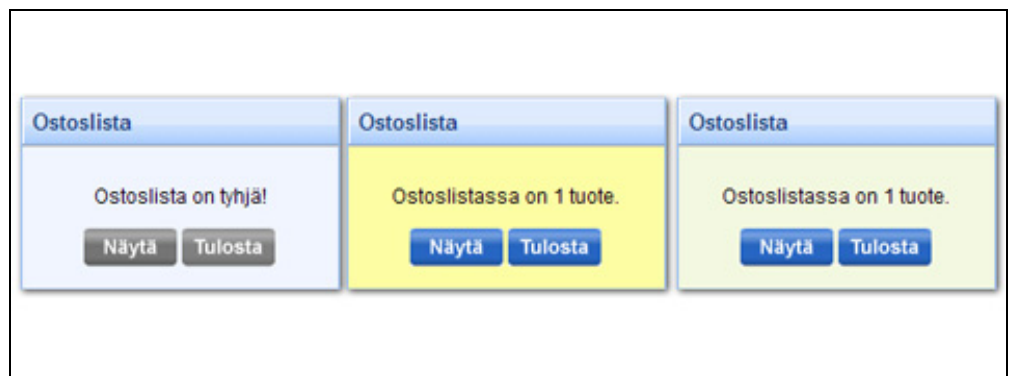 Ostoslista
Ostoslista on tyhjä!
Näytä Tulosta
Ostoslista
Ostoslistassa on 1 tuote.
Näytä Tulosta
Ostoslista
Ostoslistassa on 1 tuote.
Näytä Tulosta